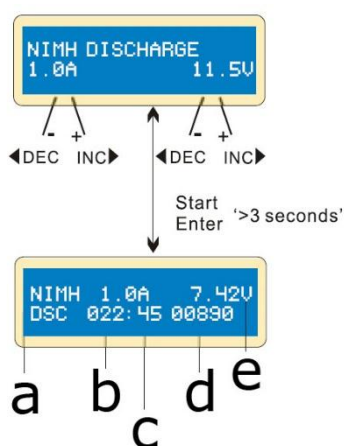 NIMH DISCHARGE
1.0A 11.5V
- + - +
◀DEC INC▶ ◀DEC INC▶
Start
Enter '>3 seconds'
NIMH 1.0A 7.42V
DSC 022:45 00890
a b c d e